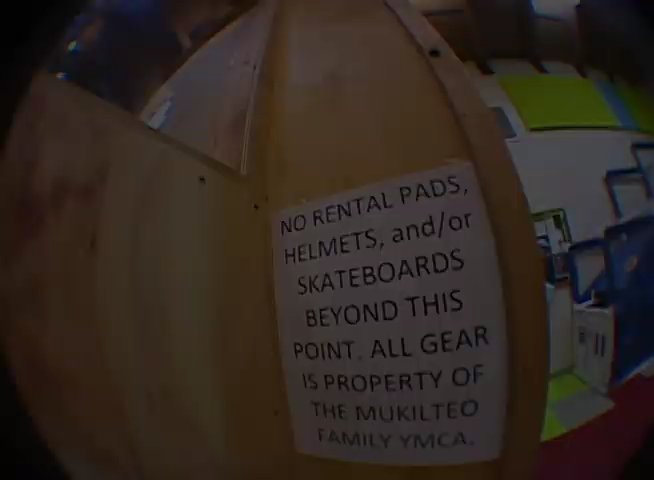 NO RENTAL PADS,
HELMETS, and/or
SKATEBOARDS
BEYOND THIS
POINT. ALL GEAR
IS PROPERTY OF
THE MUKILTEO
FAMILY YMCA.